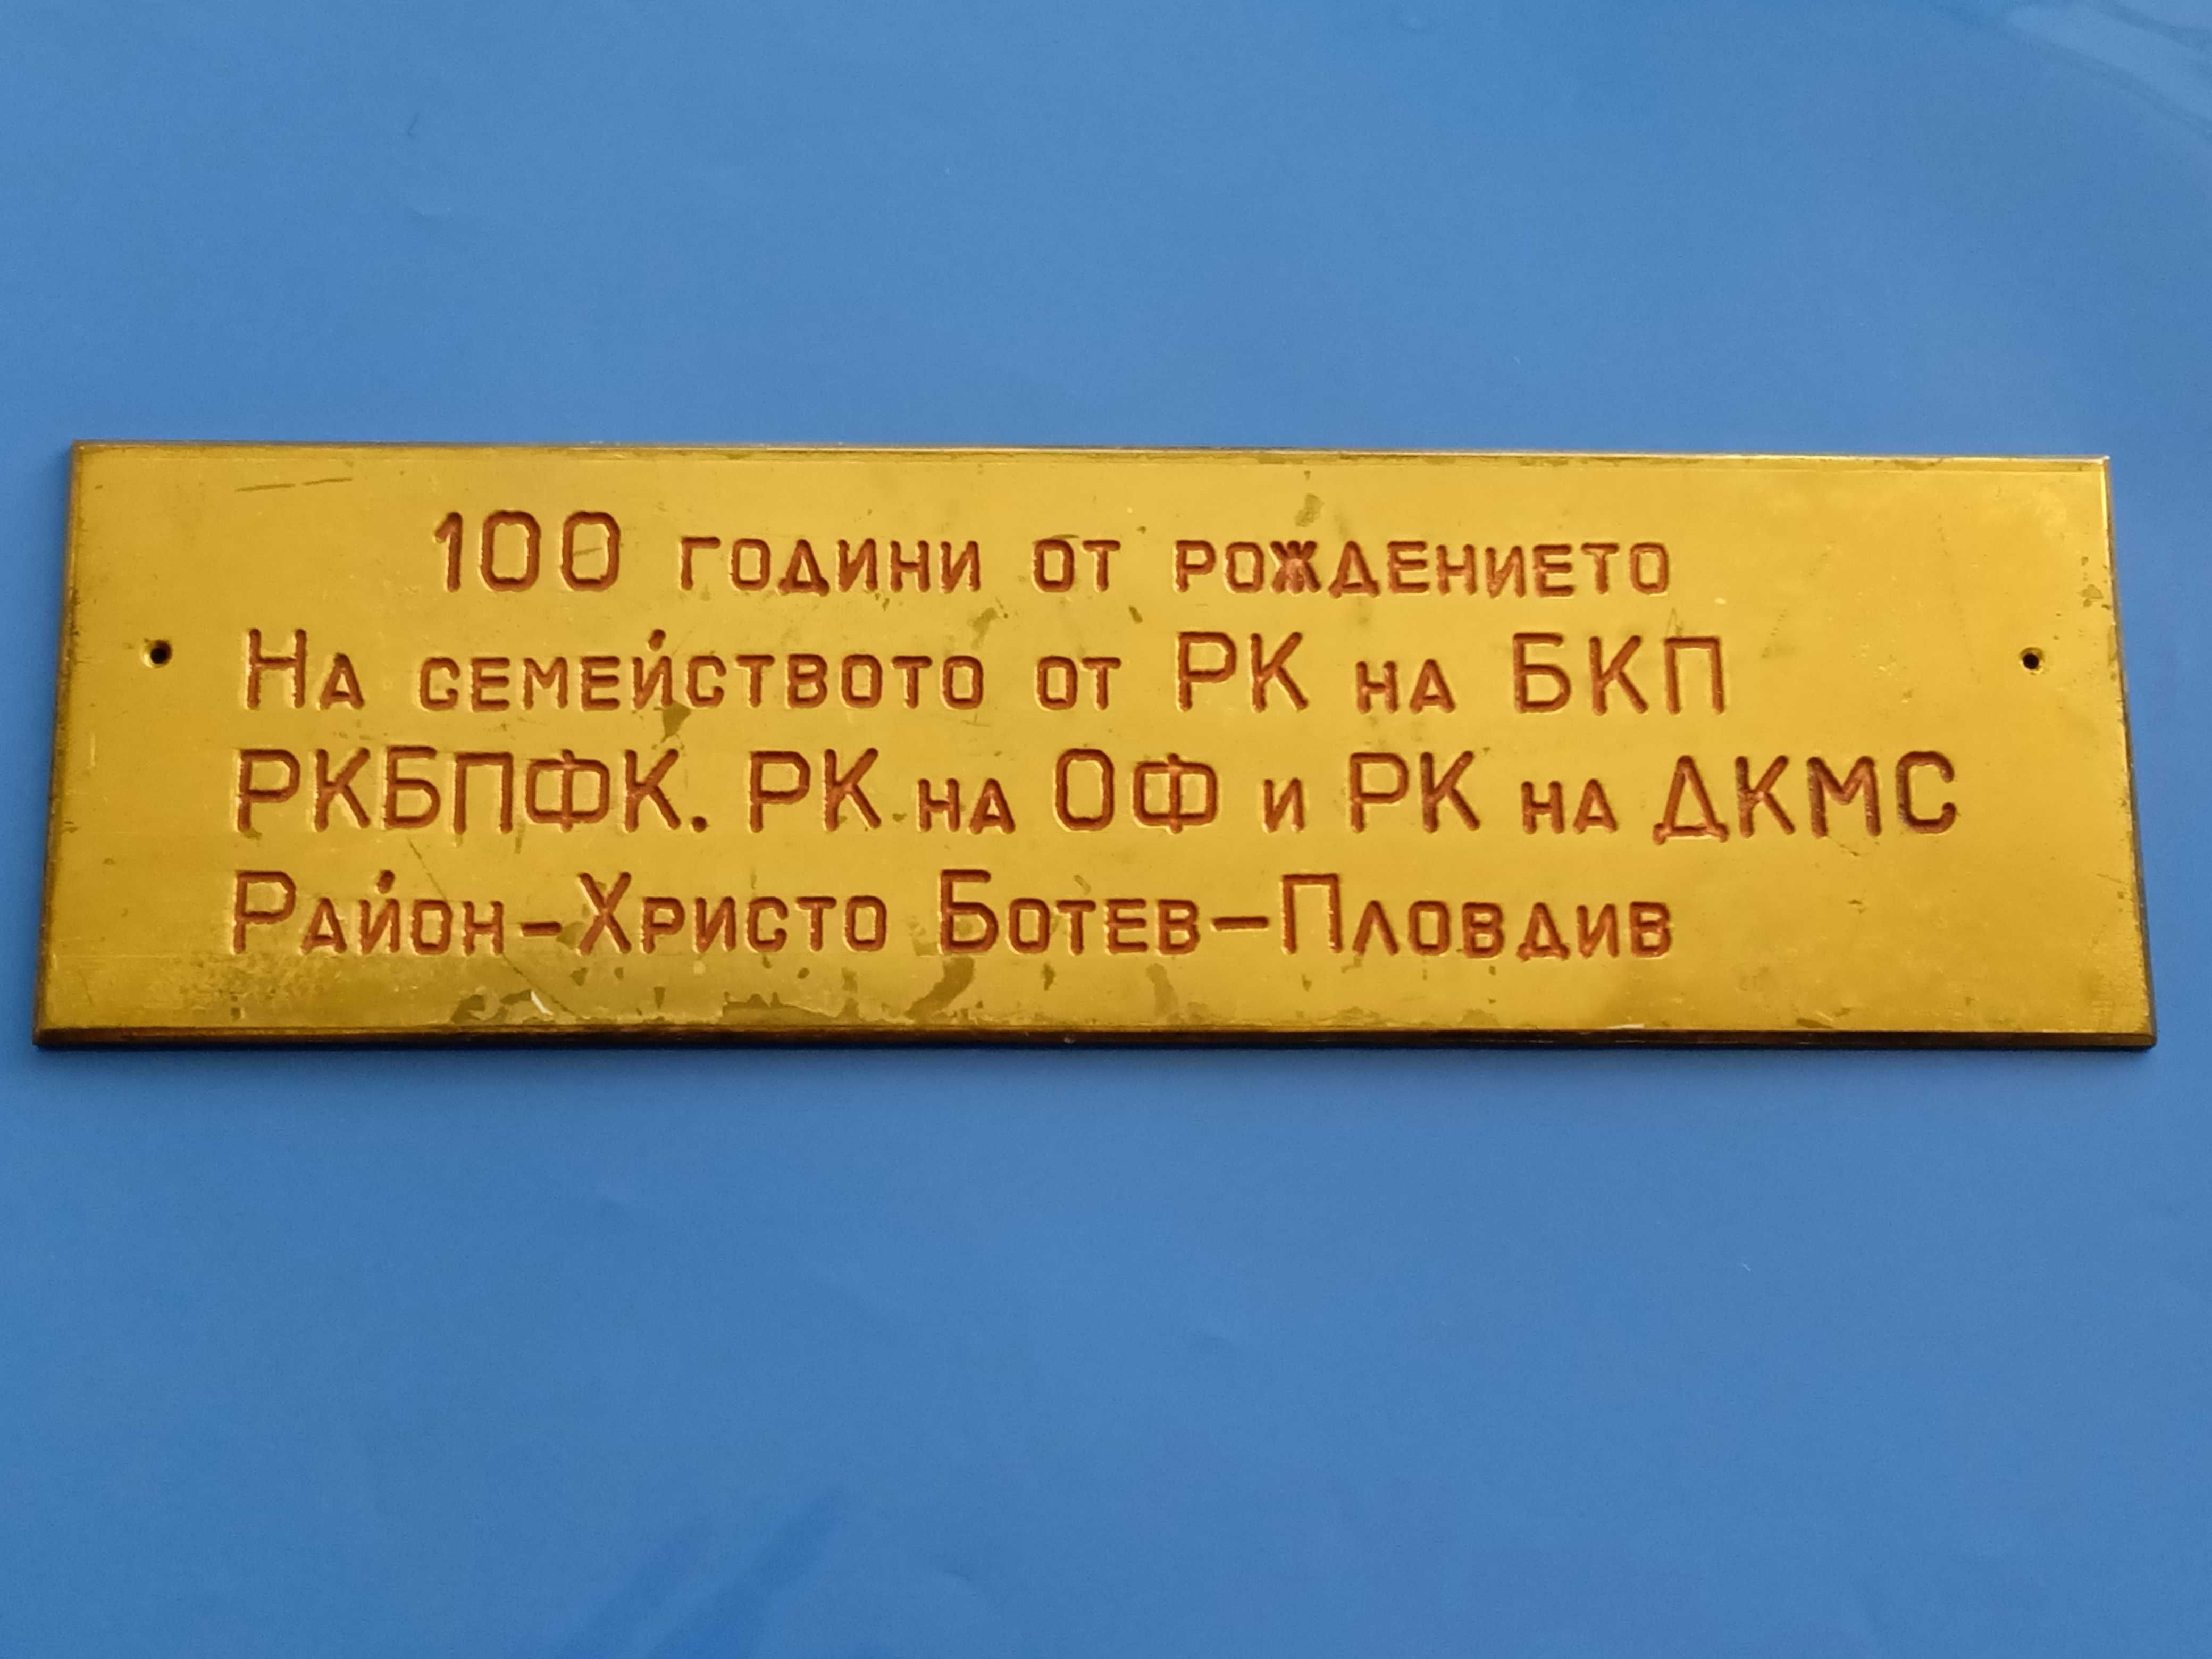 100 ГОДИНИ ОТ РОЖДЕНИЕТО
НА СЕМЕЙСТВОТО ОТ РК НА БКП
РКБПФК. РК НА ОФ И РК НА ДКМС
РАЙОН-ХРИСТО БОТЕВ-ПЛОВДИВ